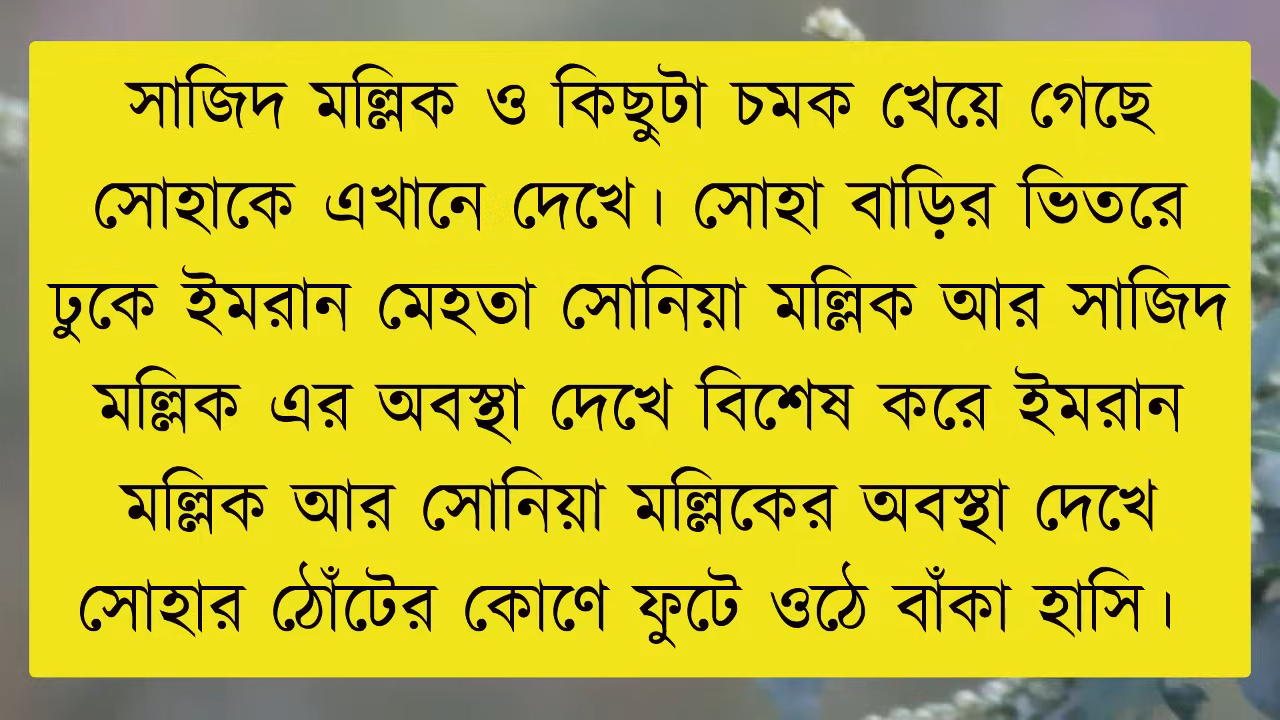 সাজিদ মল্লিক ও কিছুটা চমক খেয়ে গেছে
সোহাকে এখানে দেখে। সোহা বাড়ির ভিতরে
ঢুকে ইমরান মেহতা সোনিয়া মল্লিক আর সাজিদ
মল্লিক এর অবস্থা দেখে বিশেষ করে ইমরান
মল্লিক আর সোনিয়া মল্লিকের অবস্থা দেখে
সোহার ঠোঁটের কোণে ফুটে ওঠে বাঁকা হাসি।